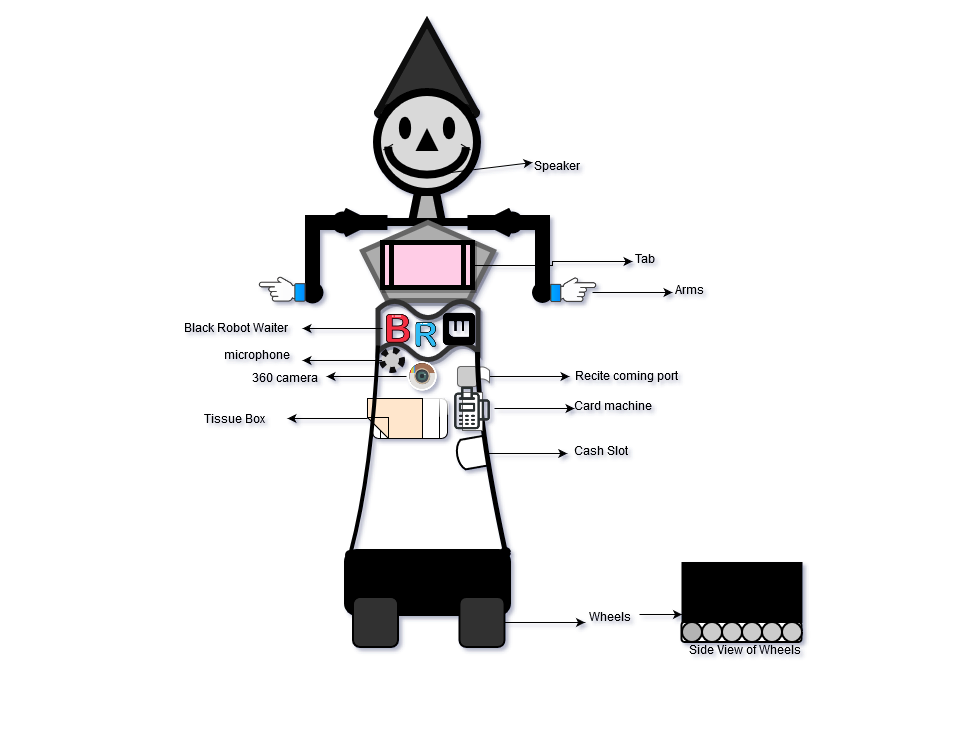 Speaker
Tab
Arms
Black Robot Waiter
B R
microphone
360 camera
Recite coming port
Card machine
Tissue Box
Cash Slot
Wheels
Side View of Wheels